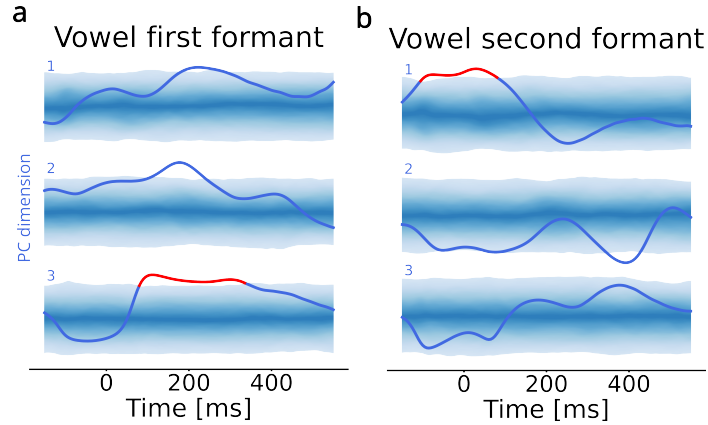 a
Vowel first formant
1
2
3
PC dimension
0 200 400
Time [ms]
b
Vowel second formant
1
2
3
0 200 400
Time [ms]